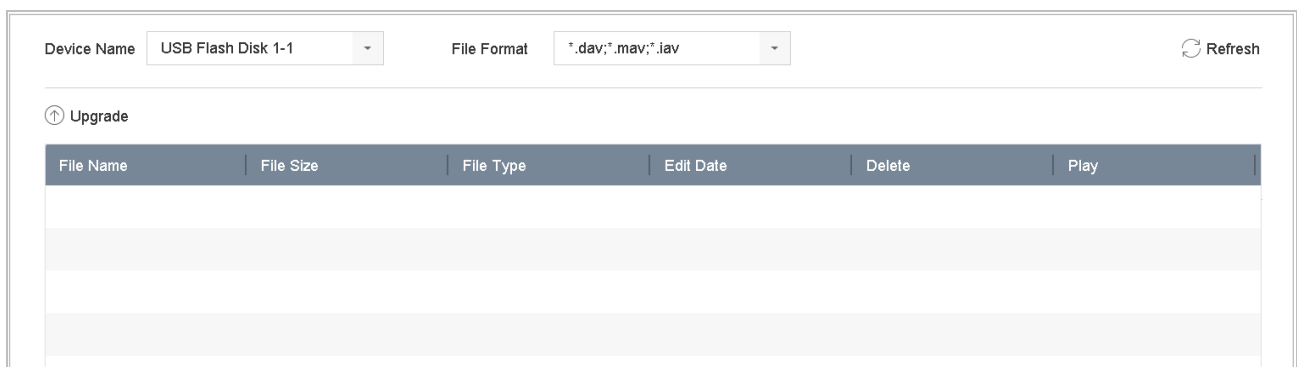 Device Name USB Flash Disk 1-1 File Format *.dav;*.mav;*.iav Refresh
Upgrade
File Name File Size File Type Edit Date Delete Play